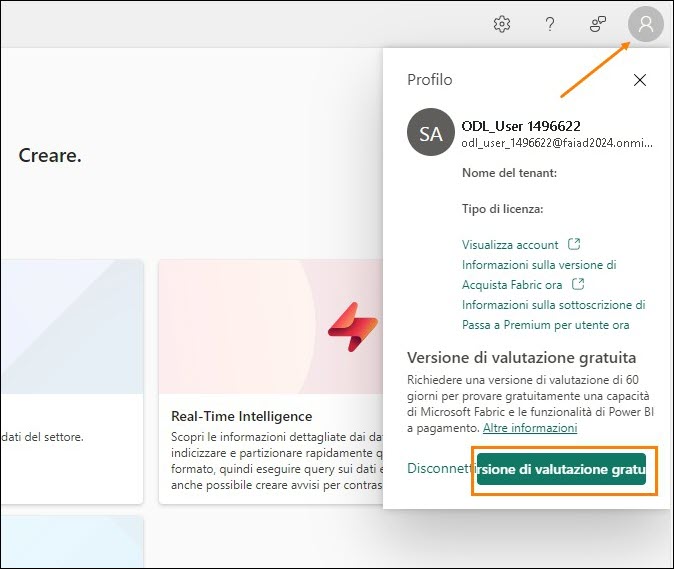 Profilo
SA
ODL_User 1496622
odl_user_1496622@faiad2024.onmi...
Nome del tenant:
Tipo di licenza:
Visualizza account
Informazioni sulla versione di
Acquista Fabric ora
Informazioni sulla sottoscrizione di
Passa a Premium per utente ora
Versione di valutazione gratuita
Richiedere una versione di valutazione di 60
giorni per provare gratuitamente una capacità
di Microsoft Fabric e le funzionalità di Power BI
a pagamento. Altre informazioni
Disconnetti
rsione di valutazione gratu
Creare.
dati del settore.
Real-Time Intelligence
Scopri le informazioni dettagliate dai da
indicizzare e partizionare rapidamente q
formato, quindi eseguire query sui dati e
anche possibile creare avvisi per contras